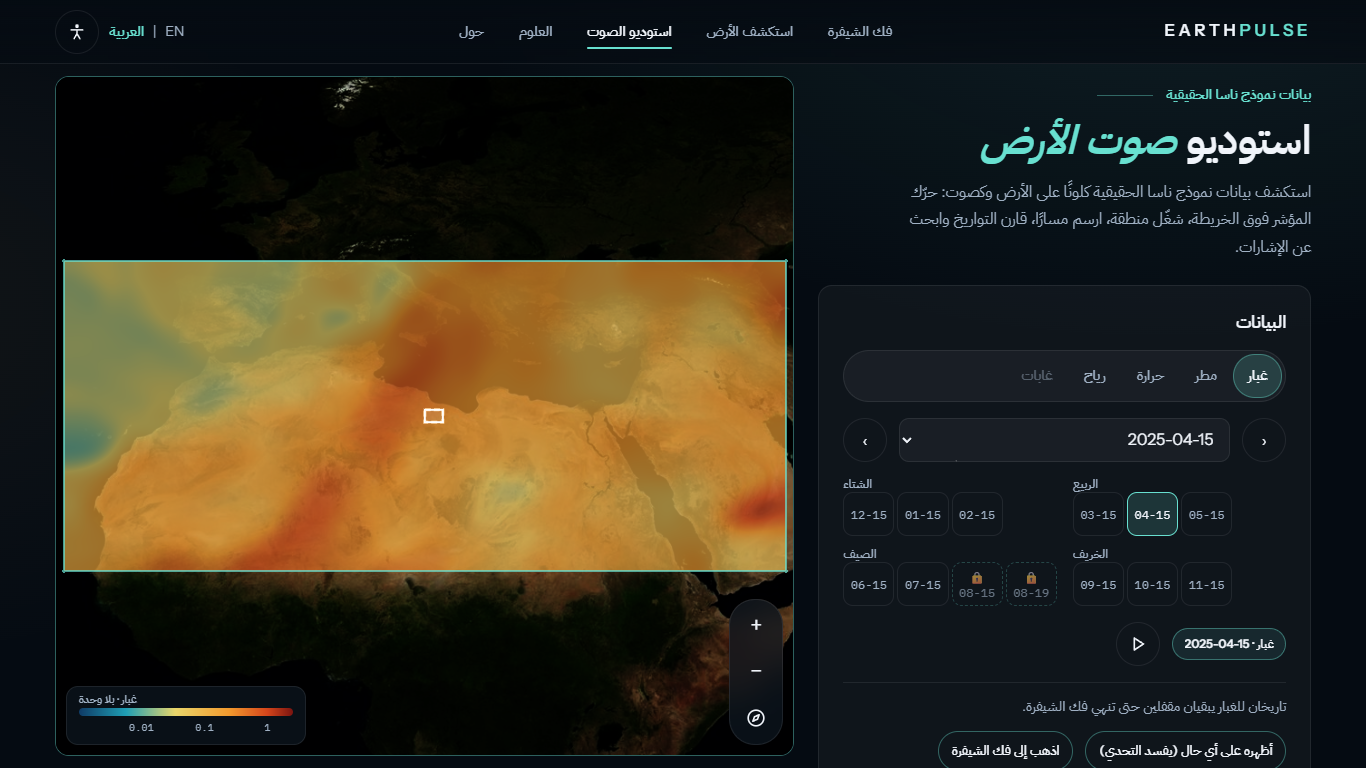 EARTHPULSE
فك الشيفرة
استكشف الأرض
استوديو الصوت
العلوم
حول
العربية | EN
بيانات نموذج ناسا الحقيقية
استوديو صوت الأرض
استكشف بيانات نموذج ناسا الحقيقية كلونًا على الأرض وكصوت: حرّك
المؤشر فوق الخريطة، شغّل منطقة، ارسم مسارًا، قارن التواريخ وابحث
عن الإشارات.
البيانات
غبار
مطر
حرارة
رياح
غابات
2025-04-15
الربيع
03-15 04-15 05-15
الشتاء
12-15 01-15 02-15
الخريف
09-15 10-15 11-15
الصيف
06-15 07-15 08-15 08-19
غبار · 2025-04-15
تاريخان للغبار يبقيان مقفلين حتى تنهي فك الشيفرة.
أظهره على أي حال (يفسد التحدي)
اذهب إلى فك الشيفرة
غبار · بلا وحدة
0.01 0.1 1